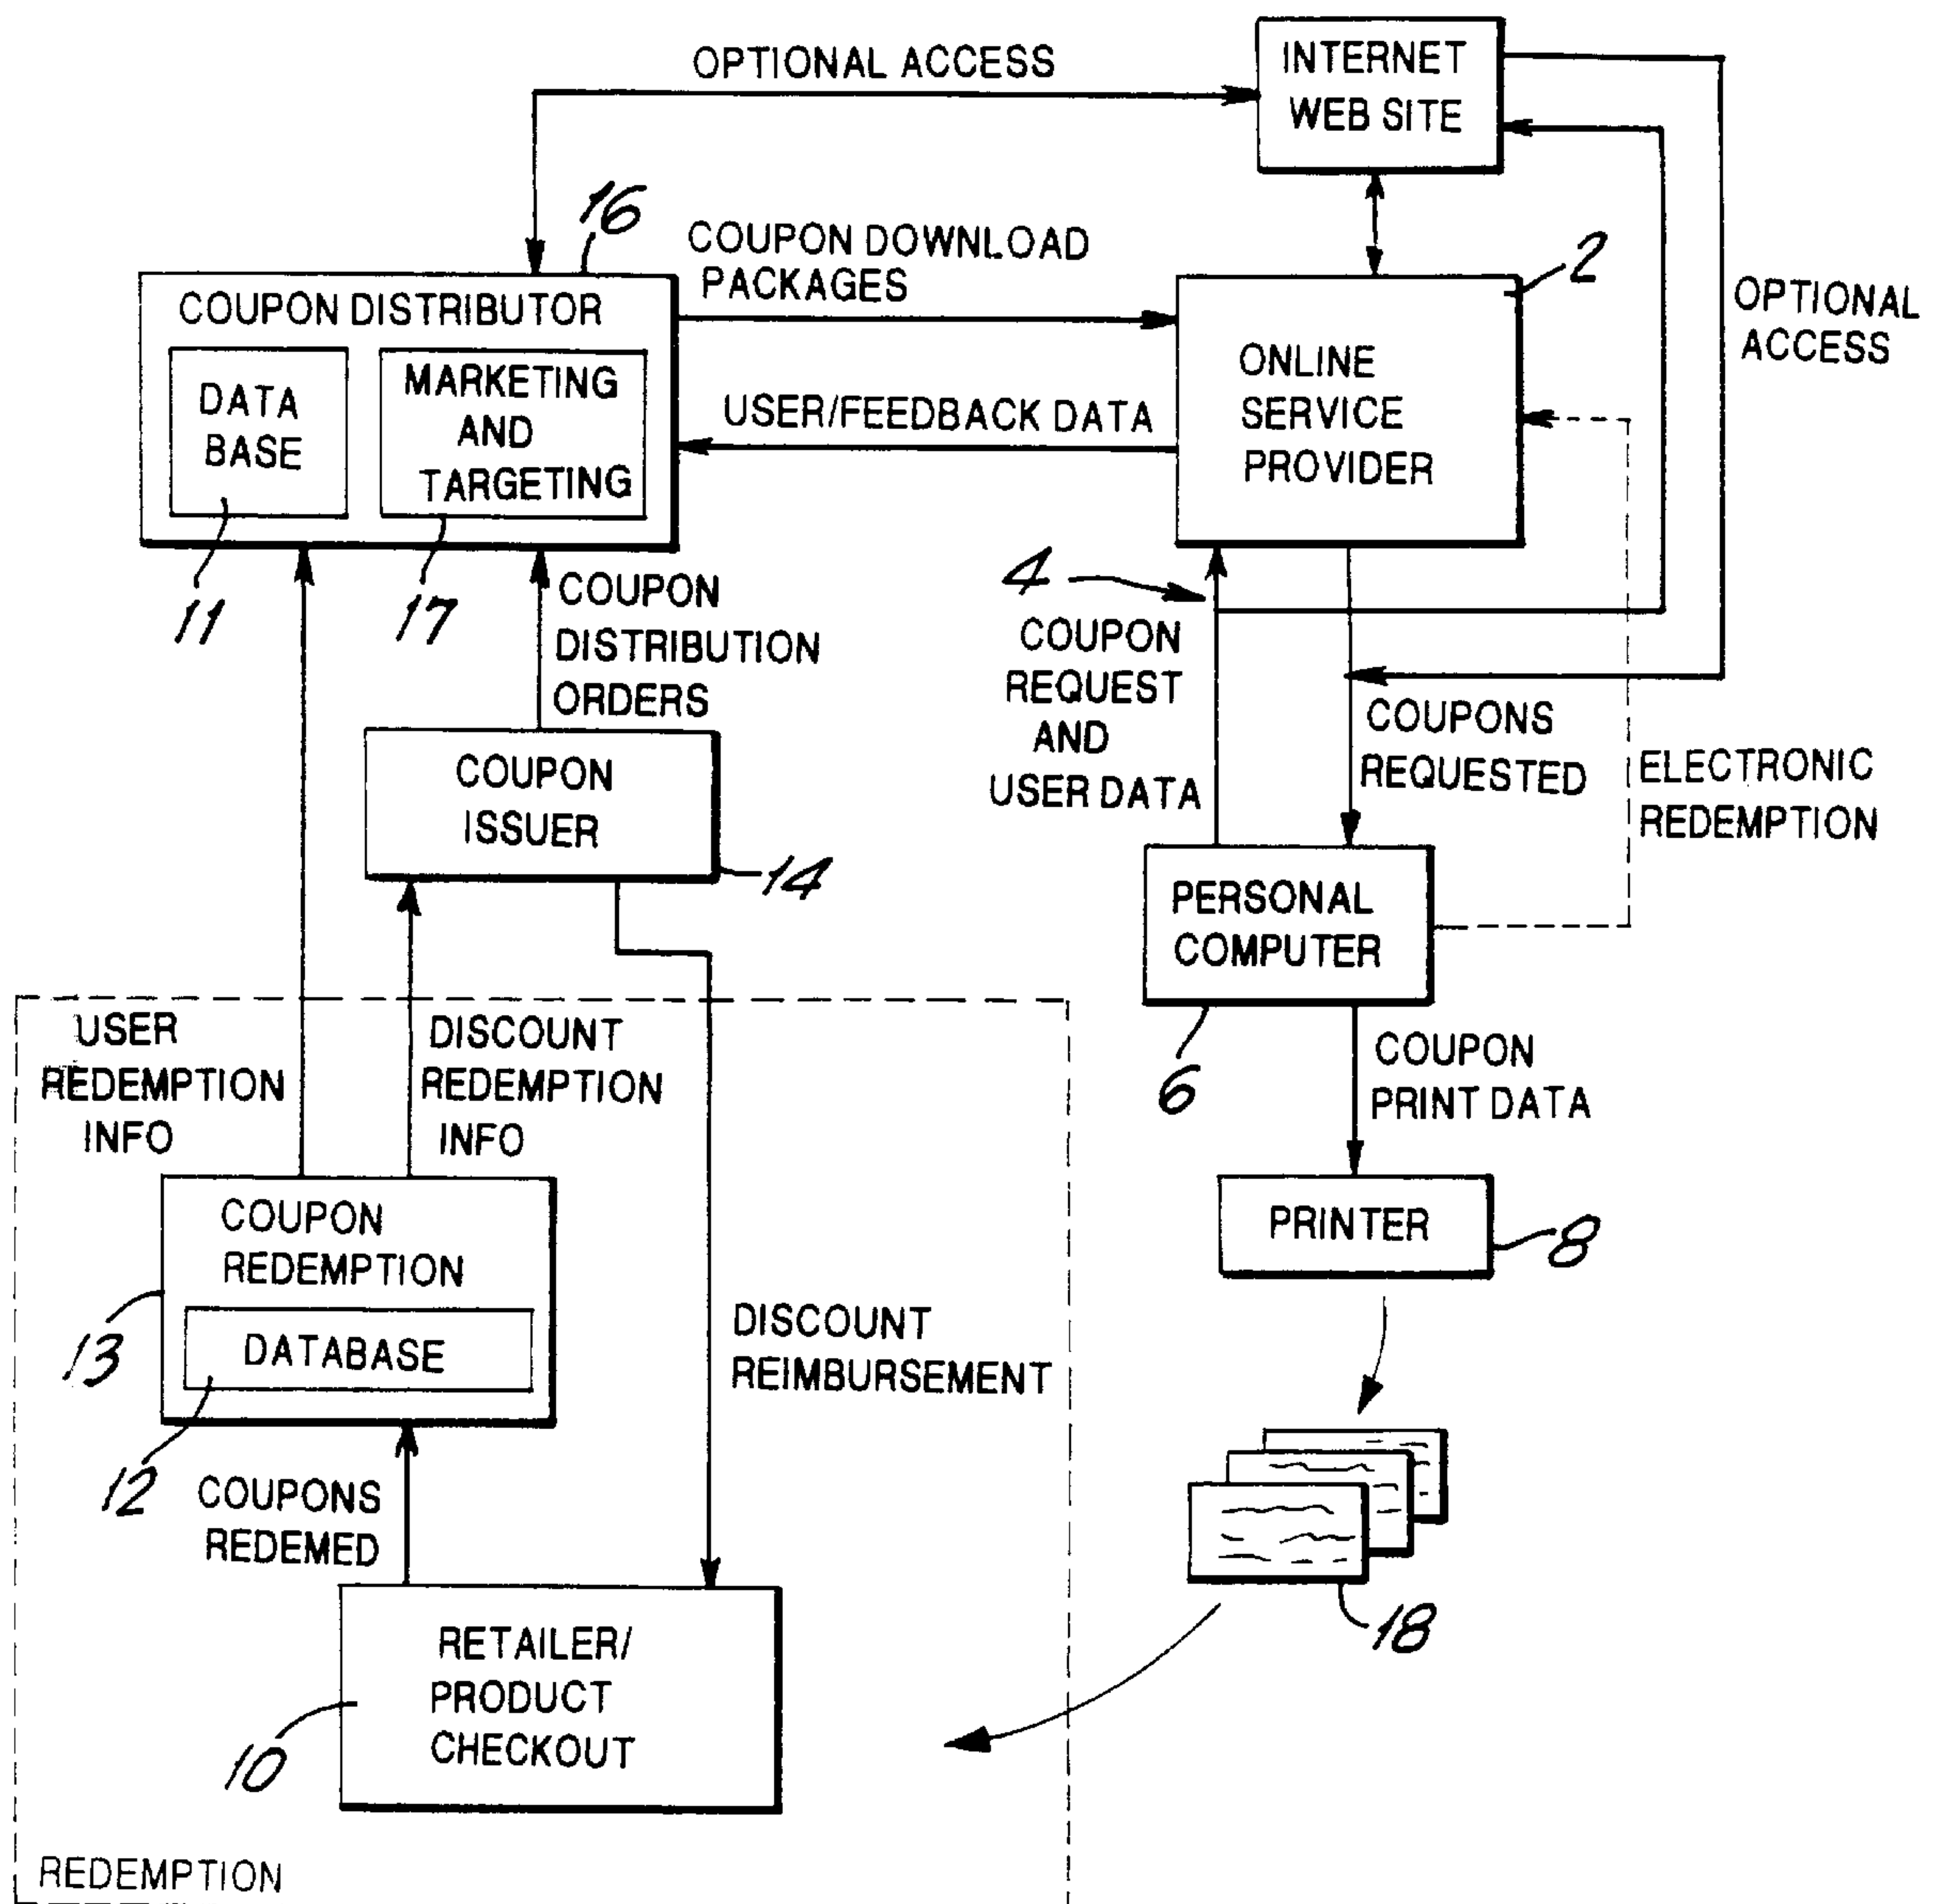 OPTIONAL ACCESS
INTERNET
WEB SITE
16
COUPON DOWNLOAD
PACKAGES
2
OPTIONAL
ACCESS
COUPON DISTRIBUTOR
DATA
BASE
MARKETING
AND
TARGETING
USER/FEEDBACK DATA
ONLINE
SERVICE
PROVIDER
11
17
COUPON
DISTRIBUTION
ORDERS
4
COUPON
REQUEST
AND
USER DATA
COUPONS
REQUESTED
ELECTRONIC
REDEMPTION
COUPON
ISSUER
14
PERSONAL
COMPUTER
6
USER
REDEMPTION
INFO
DISCOUNT
REDEMPTION
INFO
COUPON
PRINT DATA
PRINTER
8
COUPON
REDEMPTION
DATABASE
13
12
DISCOUNT
REIMBURSEMENT
COUPONS
REDEMED
18
RETAILER/
PRODUCT
CHECKOUT
10
REDEMPTION